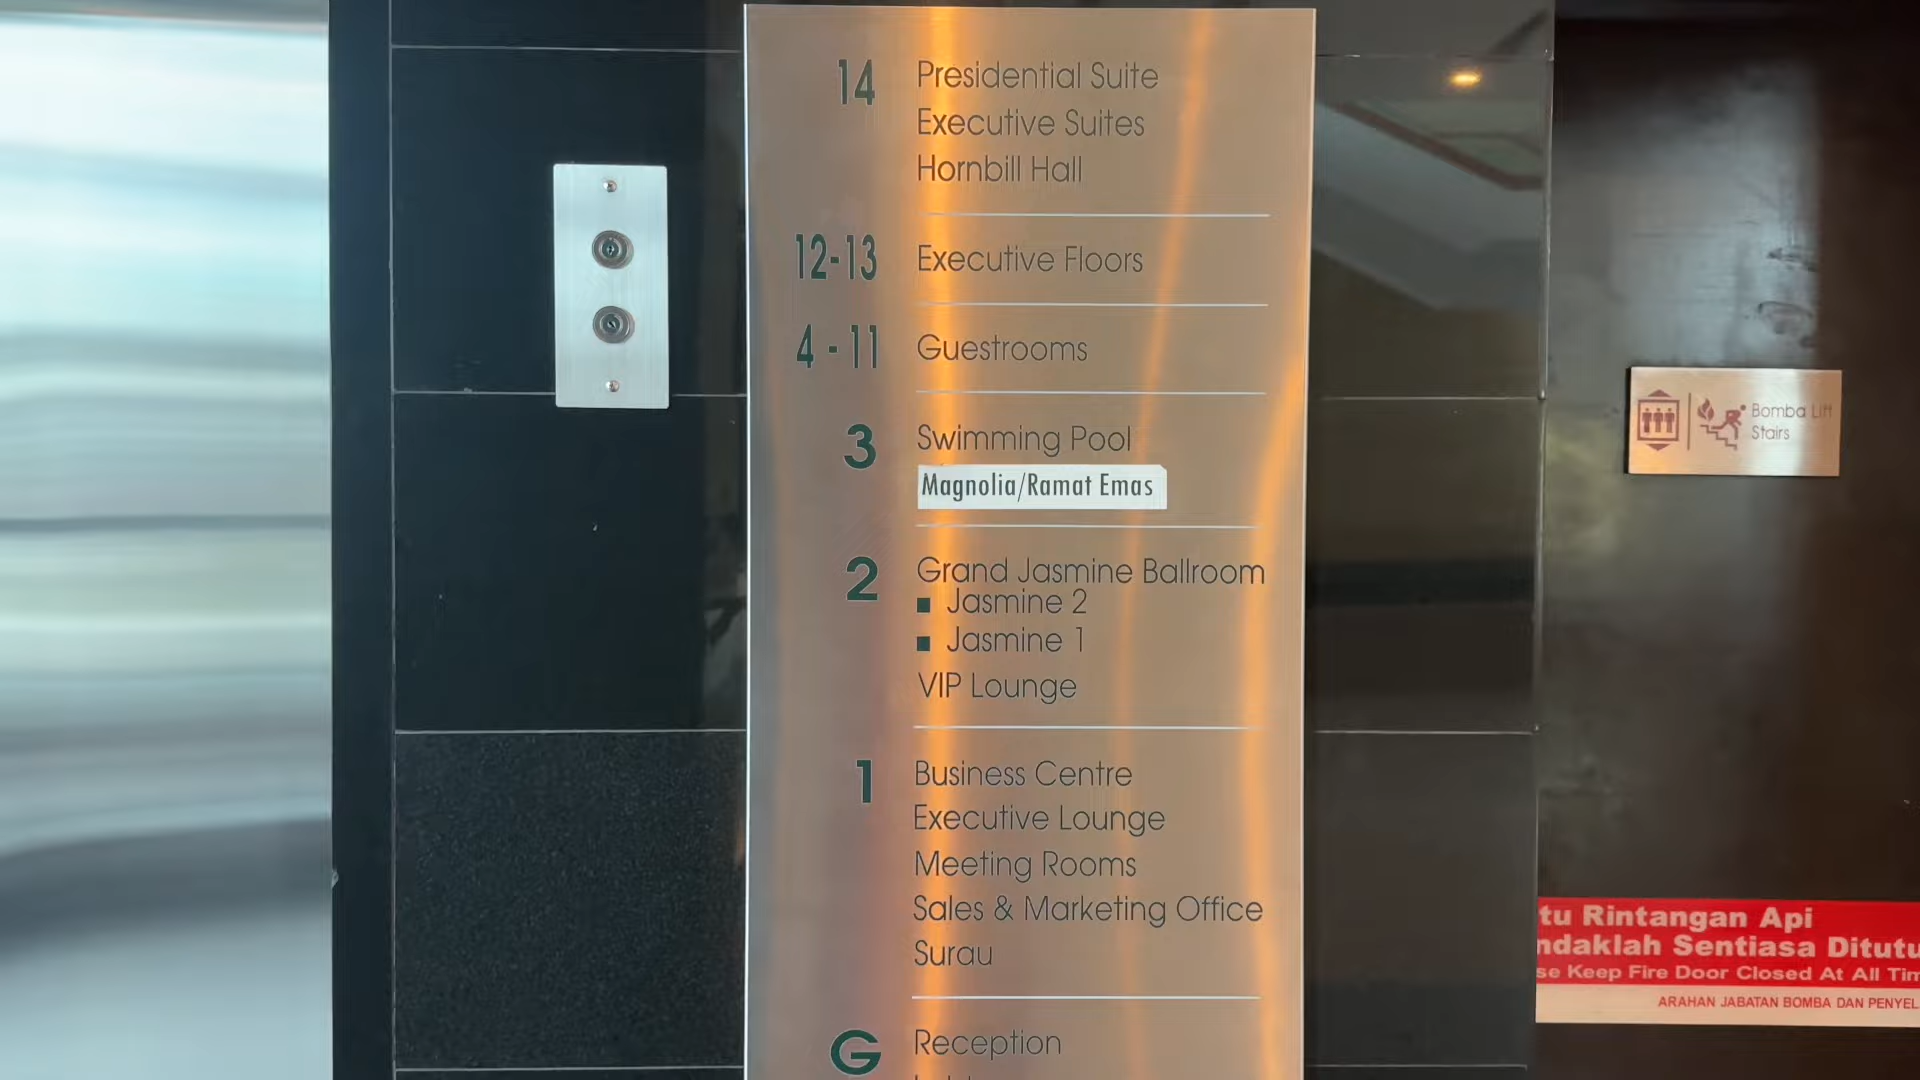 14 Presidential Suite
Executive Suites
Hornbill Hall
12-13 Executive Floors
4 - 11 Guestrooms
3 Swimming Pool
Magnolia/Ramat Emas
2 Grand Jasmine Ballroom
■ Jasmine 2
■ Jasmine 1
VIP Lounge
1 Business Centre
Executive Lounge
Meeting Rooms
Sales & Marketing Office
Surau
G Reception
Bomba Lift
Stairs
tu Rintangan Api
ndaklah Sentiasa Ditutu
se Keep Fire Door Closed At All Tim
ARAHAN JABATAN BOMBA DAN PENYEL